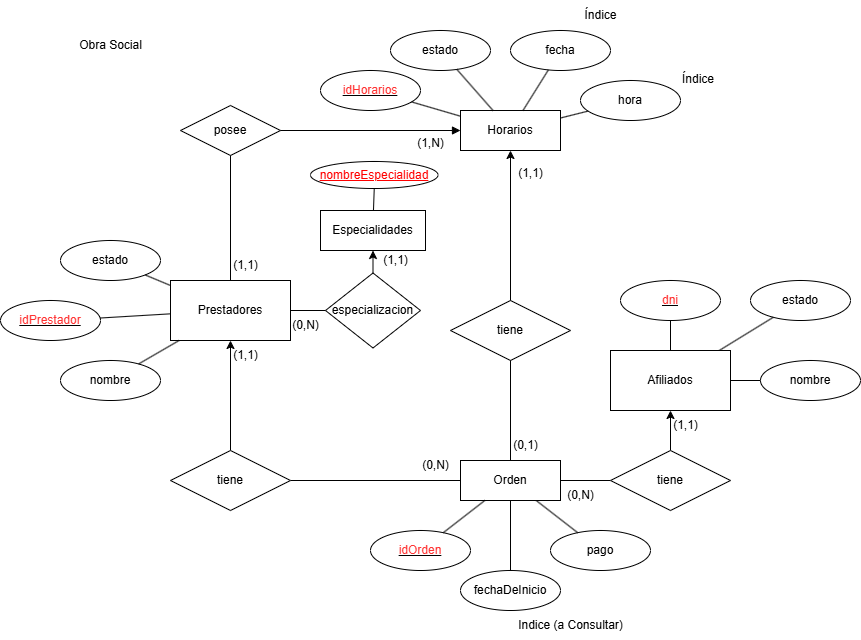 Índice
Obra Social
estado
fecha
Índice
idHorarios
hora
posee
Horarios
(1,N)
(1,1)
nombreEspecialidad
Especialidades
(1,1)
estado
(1,1)
Prestadores
especializacion
(0,N)
idPrestador
dni
estado
tiene
(1,1)
nombre
Afiliados
nombre
(1,1)
(0,1)
(0,N)
tiene
Orden
tiene
(0,N)
idOrden
pago
fechaDeInicio
Indice (a Consultar)